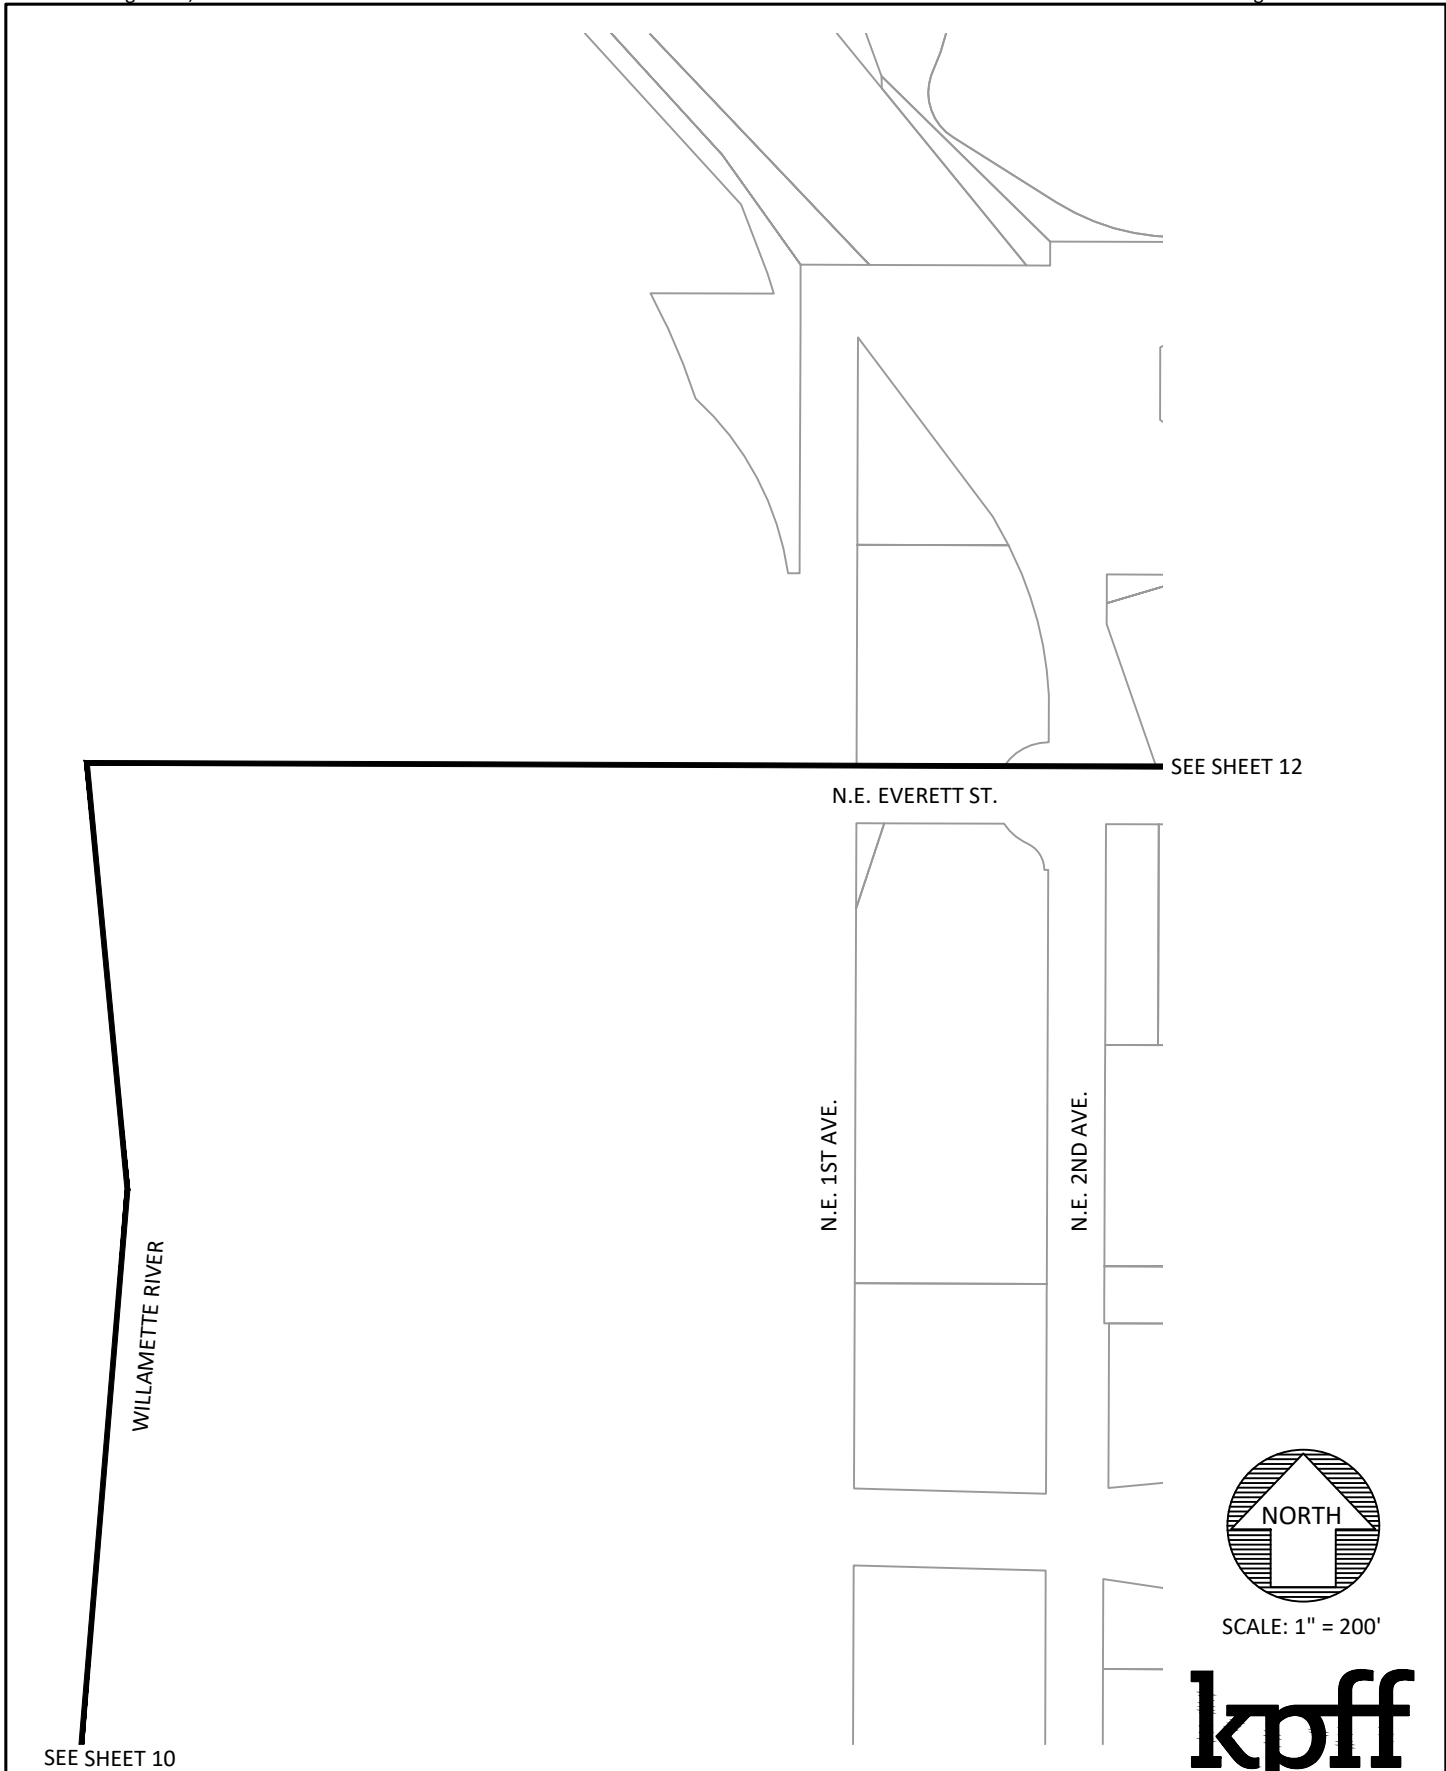 SEE SHEET 12
N.E. EVERETT ST.
N.E. 1ST AVE.
N.E. 2ND AVE.
WILLAMETTE RIVER
NORTH
SCALE: 1" = 200'
kpff
SEE SHEET 10